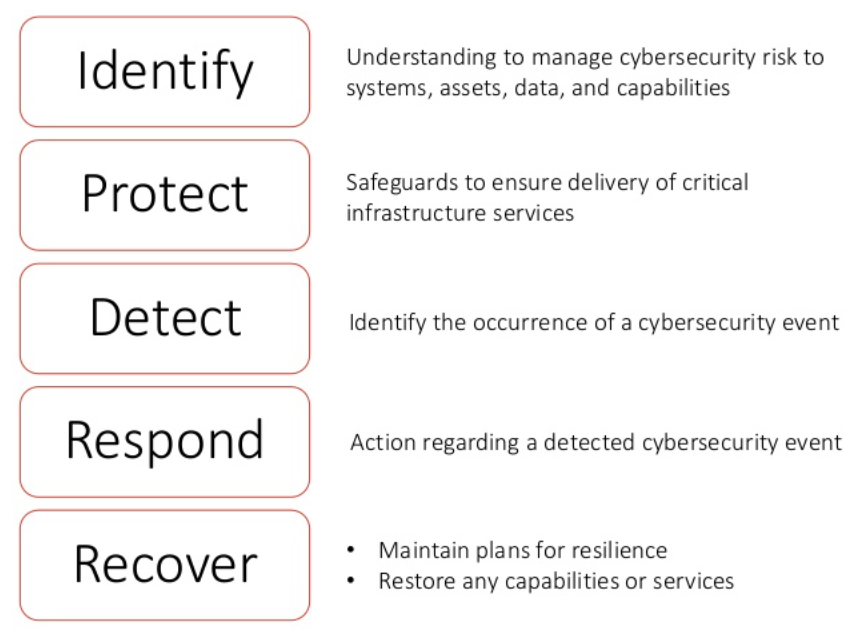 Identify
Understanding to manage cybersecurity risk to
systems, assets, data, and capabilities
Protect
Safeguards to ensure delivery of critical
infrastructure services
Detect
Identify the occurrence of a cybersecurity event
Respond
Action regarding a detected cybersecurity event
Recover
• Maintain plans for resilience
• Restore any capabilities or services